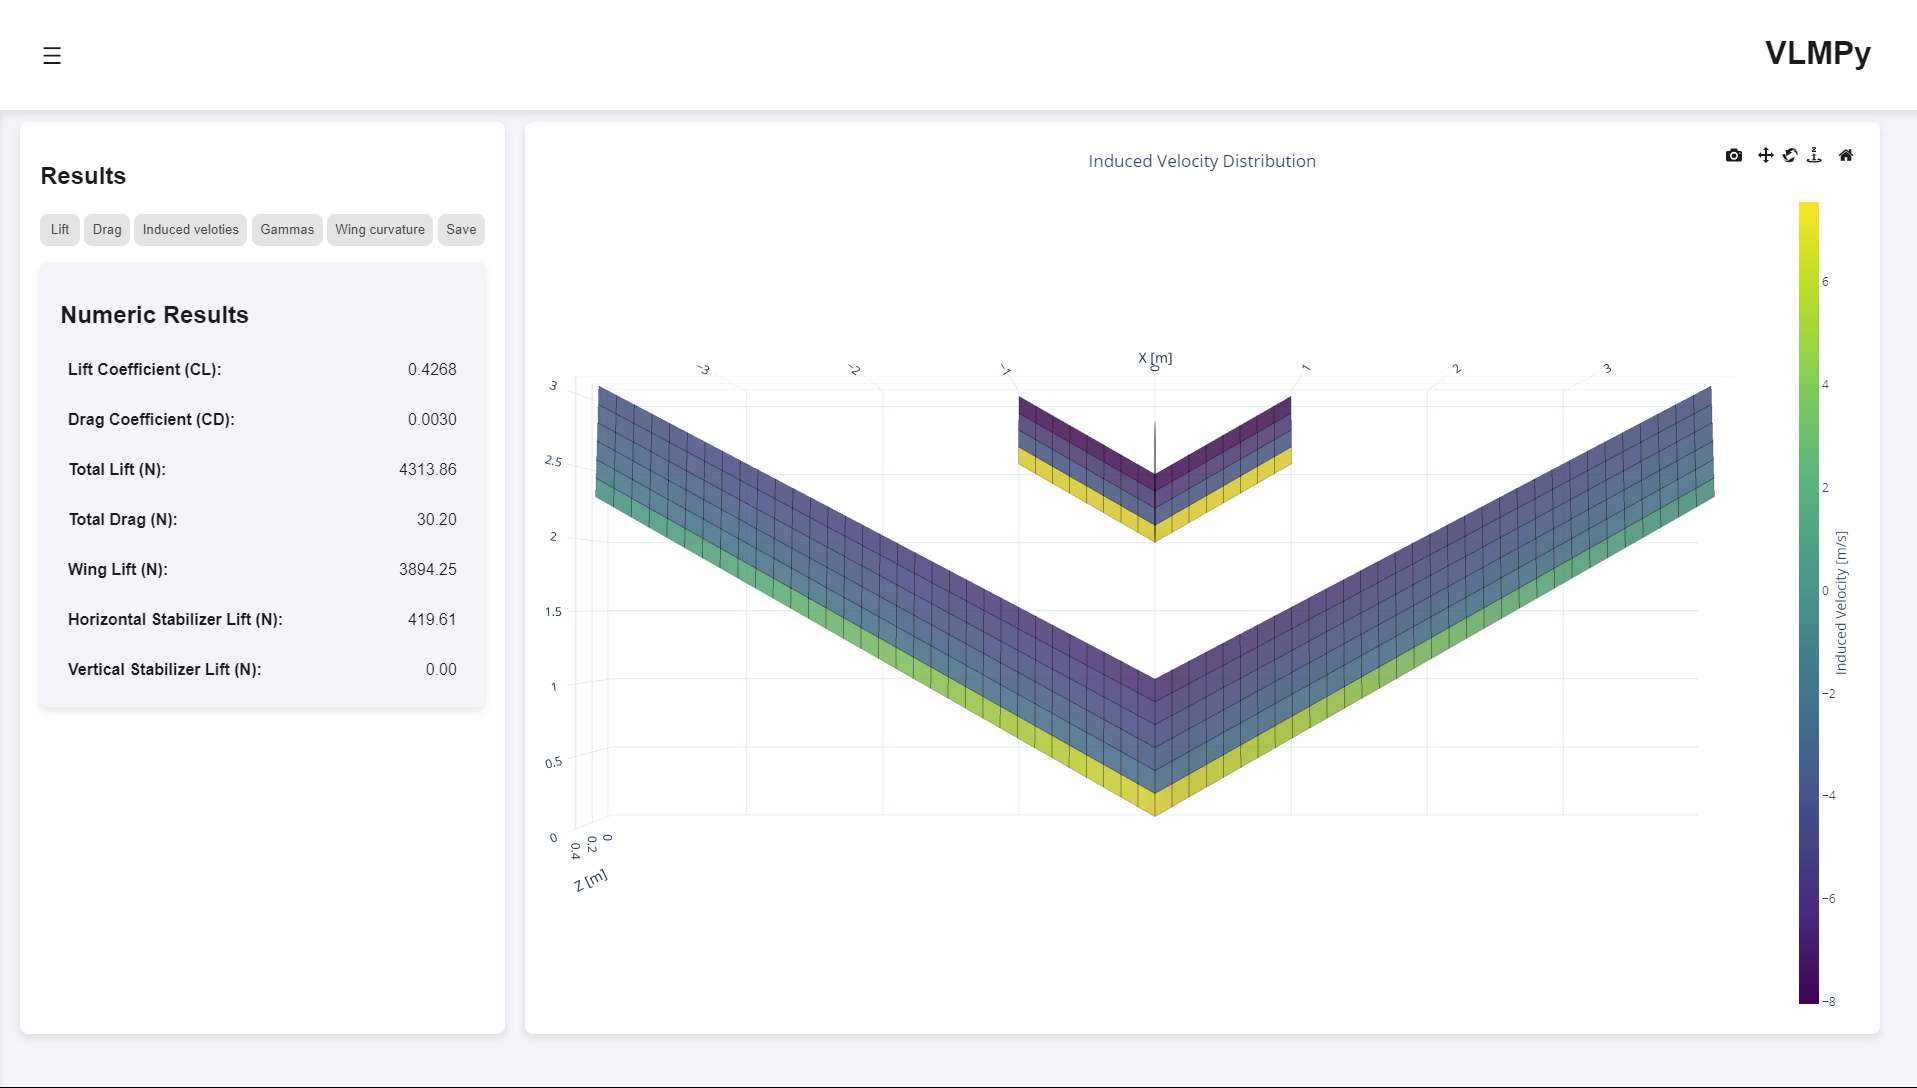 ☰
VLMPy
Results
Lift Drag Induced veloties Gammas Wing curvature Save
Numeric Results
Lift Coefficient (CL): 0.4268
Drag Coefficient (CD): 0.0030
Total Lift (N): 4313.86
Total Drag (N): 30.20
Wing Lift (N): 3894.25
Horizontal Stabilizer Lift (N): 419.61
Vertical Stabilizer Lift (N): 0.00
Induced Velocity Distribution
z
X [m]
−3 −2 −1 0 1 2 3
3
2.5
2
1.5
1
0.5
0
0.4 0.2 0
Z [m]
6
4
2
0
−2
−4
−6
−8
Induced Velocity [m/s]